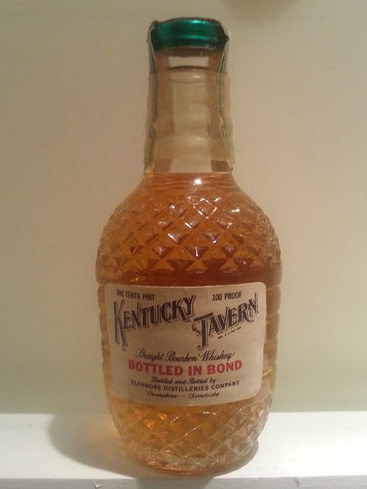 ONE TENTH PINT 100 PROOF
KENTUCKY
TAVERN
Straight Bourbon Whiskey
BOTTLED IN BOND
Distilled and Bottled by
GLENMORE DISTILLERIES COMPANY
Owensboro - Kentucky